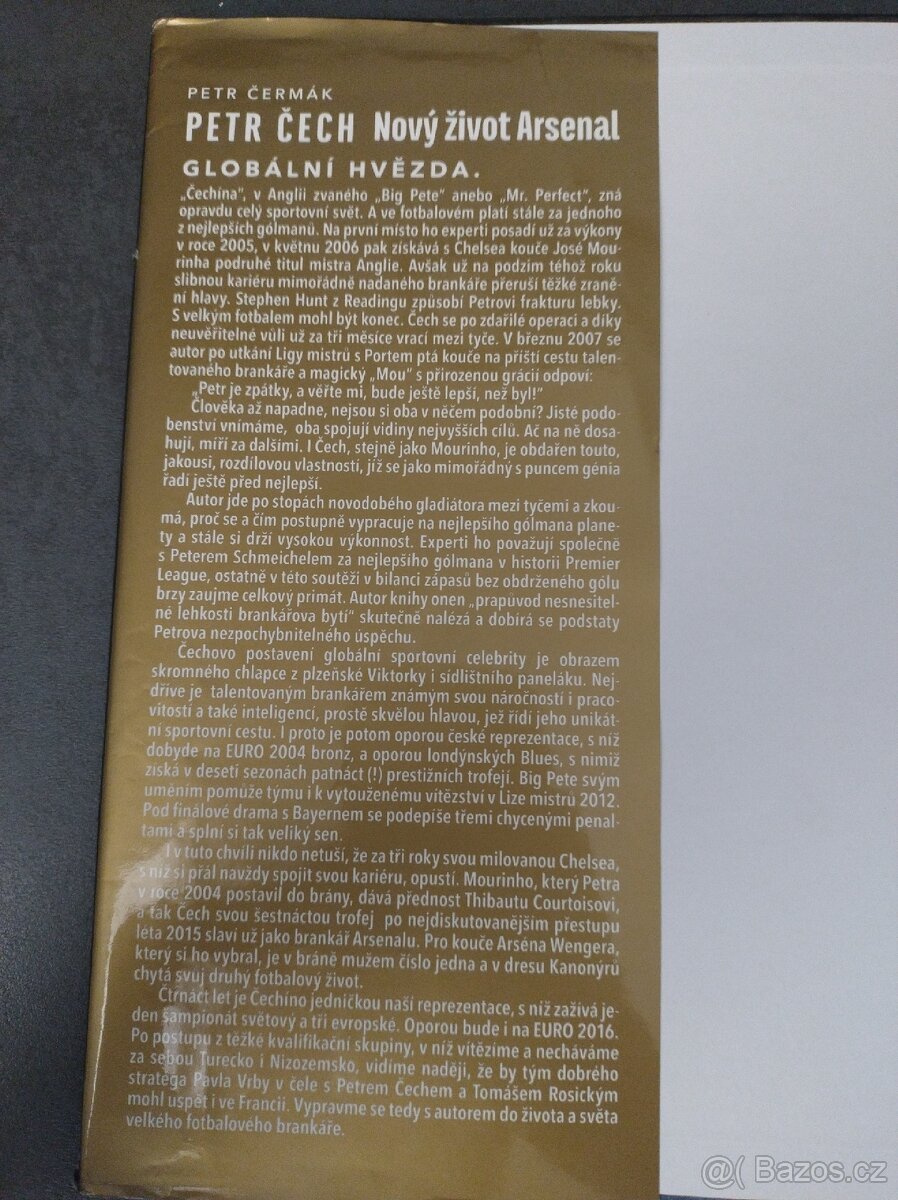 PETR ČERMÁK
PETR ČECH Nový život Arsenal
GLOBÁLNÍ HVĚZDA.
„Čechína", v Anglii zvaného „Big Pete" anebo „Mr. Perfect", zná
opravdu celý sportovní svět. A ve fotbalovém platí stále za jednoho
z nejlepších gólmanů. Na první místo ho experti posadí už za výkony
v roce 2005, v květnu 2006 pak získává s Chelsea kouče José Mou-
rinha podruhé titul mistra Anglie. Avšak už na podzim téhož roku
slibnou kariéru mimořádně nadaného brankáře přeruší těžké zraně-
ní hlavy. Stephen Hunt z Readingu způsobí Petrovi frakturu lebky.
S velkým fotbalem mohl být konec. Čech se po zdařilé operaci a díky
neuvěřitelné vůli už za tři měsíce vrací mezi tyče. V březnu 2007 se
autor po utkání Ligy mistrů s Portem ptá kouče na příští cestu talen-
tovaného brankáře a magický „Mou" s přirozenou grácií odpoví:
„Petr je zpátky, a věřte mi, bude ještě lepší, než byl!"
Člověka až napadne, nejsou si oba v něčem podobní? Jisté podo-
benství vnímáme, oba spojují vidiny nejvyšších cílů. Ač na ně dosa-
hují, míří za dalšími. I Čech, stejně jako Mourinho, je obdařen touto,
jakousi, rozdílovou vlastností, jíž se jako mimořádný s puncem génia
řadí ještě před nejlepší.
Autor jde po stopách novodobého gladiátora mezi tyčemi a zkou-
má, proč se a čím postupně vypracuje na nejlepšího gólmana plane-
ty a stále si drží vysokou výkonnost. Experti ho považují společně
s Peterem Schmeichelem za nejlepšího gólmana v historii Premier
League, ostatně v této soutěži v bilanci zápasů bez obdrženého gólu
brzy zaujme celkový primát. Autor knihy onen „prapůvod nesnesitel-
né lehkosti brankářova bytí" skutečně nalézá a dobírá se podstaty
Petrova nezpochybnitelného úspěchu.
Čechovo postavení globální sportovní celebrity je obrazem
skromného chlapce z plzeňské Viktorky i sídlištního paneláku. Nej-
dříve je talentovaným brankářem známým svou náročností i praco-
vitostí a také inteligencí, prostě skvělou hlavou, jež řídí jeho unikát-
ní sportovní cestu. I proto je potom oporou české reprezentace, s níž
dobyde na EURO 2004 bronz, a oporou londýnských Blues, s nimiž
získá v deseti sezonách patnáct (!) prestižních trofejí. Big Pete svým
uměním pomůže týmu i k vytouženému vítězství v Lize mistrů 2012.
Pod finálové drama s Bayernem se podepíše třemi chycenými penal-
tami a splní si tak veliký sen.
I v tuto chvíli nikdo netuší, že za tři roky svou milovanou Chelsea,
s níž si přál navždy spojit svou kariéru, opustí. Mourinho, který Petra
v roce 2004 postavil do brány, dává přednost Thibautu Courtoisovi,
a tak Čech svou šestnáctou trofej po nejdiskutovanějším přestupu
léta 2015 slaví už jako brankář Arsenalu. Pro kouče Arséna Wengera,
který si ho vybral, je v bráně mužem číslo jedna a v dresu Kanonýrů
chytá svůj druhý fotbalový život.
Čtrnáct let je Čechíno jedničkou naší reprezentace, s níž zažívá je-
den šampionát světový a tři evropské. Oporou bude i na EURO 2016.
Po postupu z těžké kvalifikační skupiny, v níž vítězíme a necháváme
za sebou Turecko i Nizozemsko, vidíme naději, že by tým dobrého
stratéga Pavla Vrby v čele s Petrem Čechem a Tomášem Rosickým
mohl uspět i ve Francii. Vypravme se tedy s autorem do života a světa
velkého fotbalového brankáře.
@( Bazos.cz